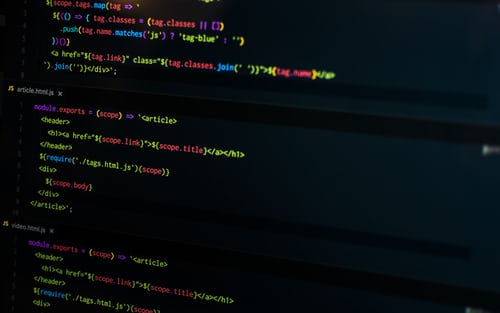 ${scope.tags.map(tag => `
${(() => { tag.classes = (tag.classes || [])
.push(tag.name.matches('js') ? 'tag-blue' : '')
})()}
<a href="${tag.link}" class="${tag.classes.join(' ')}">${tag.name}</a>
`).join('')}</div>`;
JS article.html.js ×
module.exports = (scope) => `<article>
<header>
<h1><a href="${scope.link}">${scope.title}</a></h1>
</header>
${require('./tags.html.js')(scope)}
<div>
${scope.body}
</div>
</article>`;
JS video.html.js ×
module.exports = (scope) => `<article>
<header>
<h1><a href="${scope.link}">${scope.title}</a></h1>
</header>
${require('./tags.html.js')(scope)}
<div>